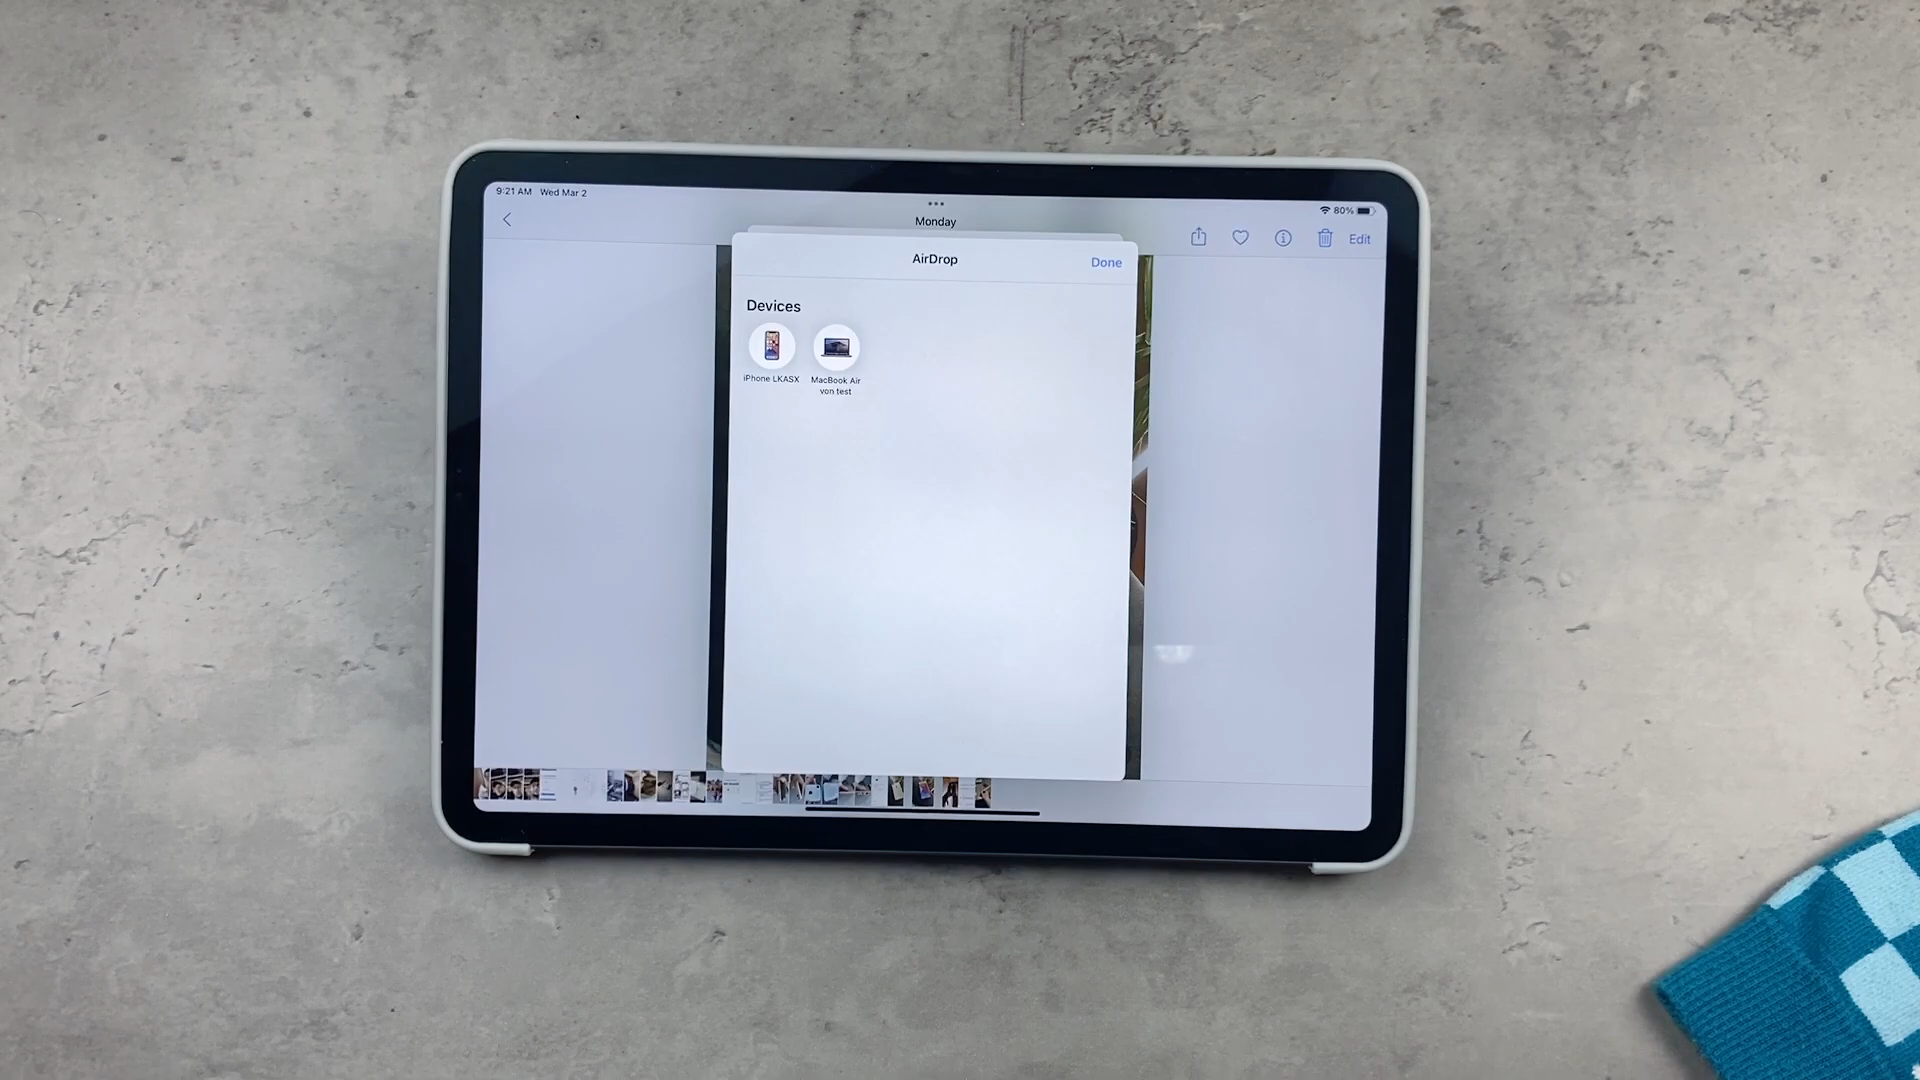 9:21 AM Wed Mar 2
80%
Monday
Edit
AirDrop
Done
Devices
iPhone LKASX
MacBook Air
von test